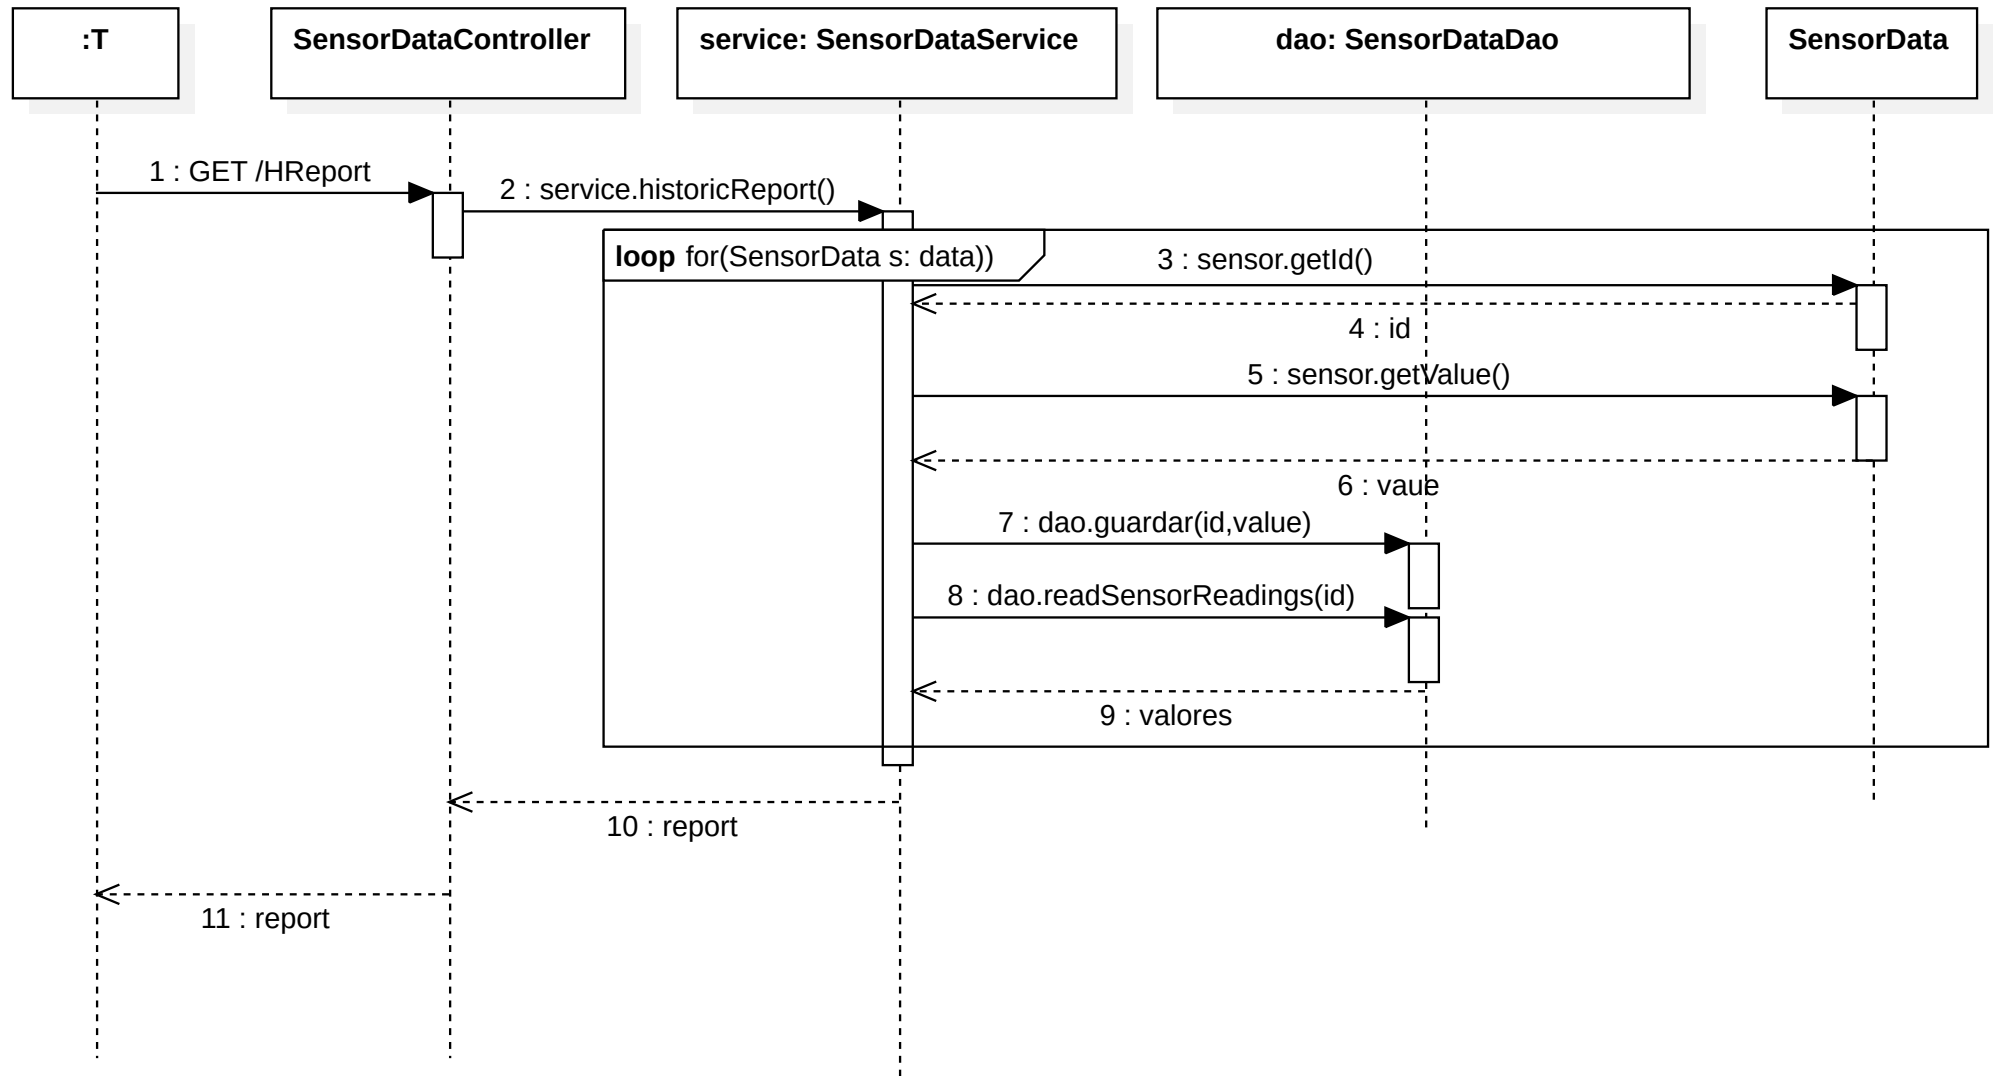 :T
SensorDataController
service: SensorDataService
dao: SensorDataDao
SensorData
1 : GET /HReport
2 : service.historicReport()
loop for(SensorData s: data))
3 : sensor.getId()
4 : id
5 : sensor.getValue()
6 : vaue
7 : dao.guardar(id,value)
8 : dao.readSensorReadings(id)
9 : valores
10 : report
11 : report